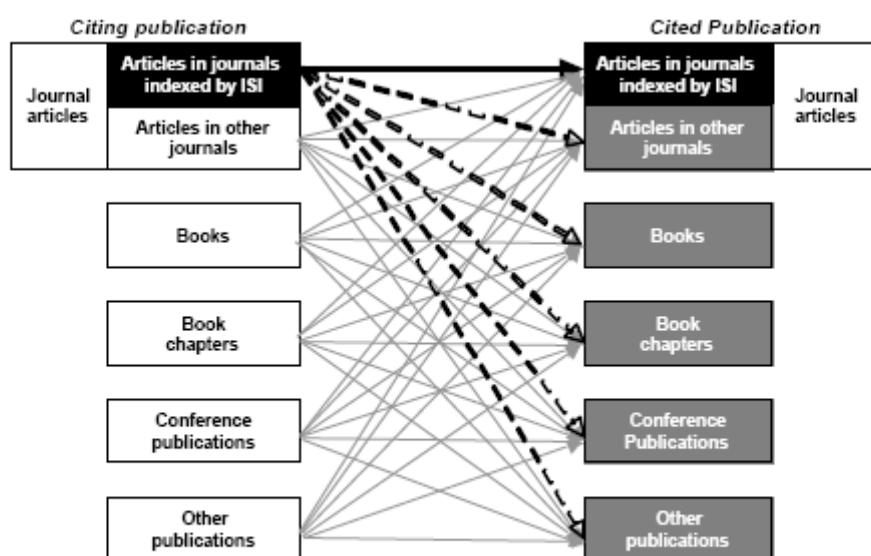 Citing publication
Cited Publication
Journal
articles
Articles in journals
indexed by ISI
Articles in other
journals
Books
Book
chapters
Conference
publications
Other
publications
Articles in journals
indexed by ISI
Articles in other
journals
Journal
articles
Books
Book
chapters
Conference
Publications
Other
publications